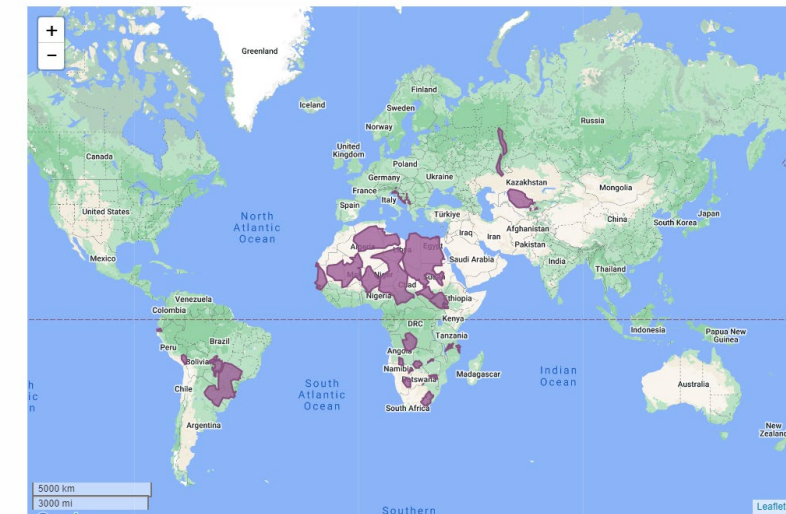 +
−
Greenland
Iceland
Finland
Sweden
Norway
Russia
United
Kingdom
Canada
Poland
Germany
Ukraine
France
Kazakhstan
Mongolia
Italy
Spain
United States
North
Atlantic
Ocean
Türkiye
Japan
South Korea
China
Afghanistan
Iraq
Iran
Pakistan
Egypt
Mexico
Saudi Arabia
India
Thailand
Chad
Nigeria
Ethiopia
Venezuela
Colombia
Kenya
DRC
Indonesia
Papua New
Guinea
Tanzania
Peru
Brazil
Angola
Bolivia
Namibia
Botswana
Madagascar
Indian
Ocean
South
Atlantic
Ocean
Chile
Australia
South Africa
Argentina
New
Zealand
5000 km
3000 mi
Southern
Leaflet